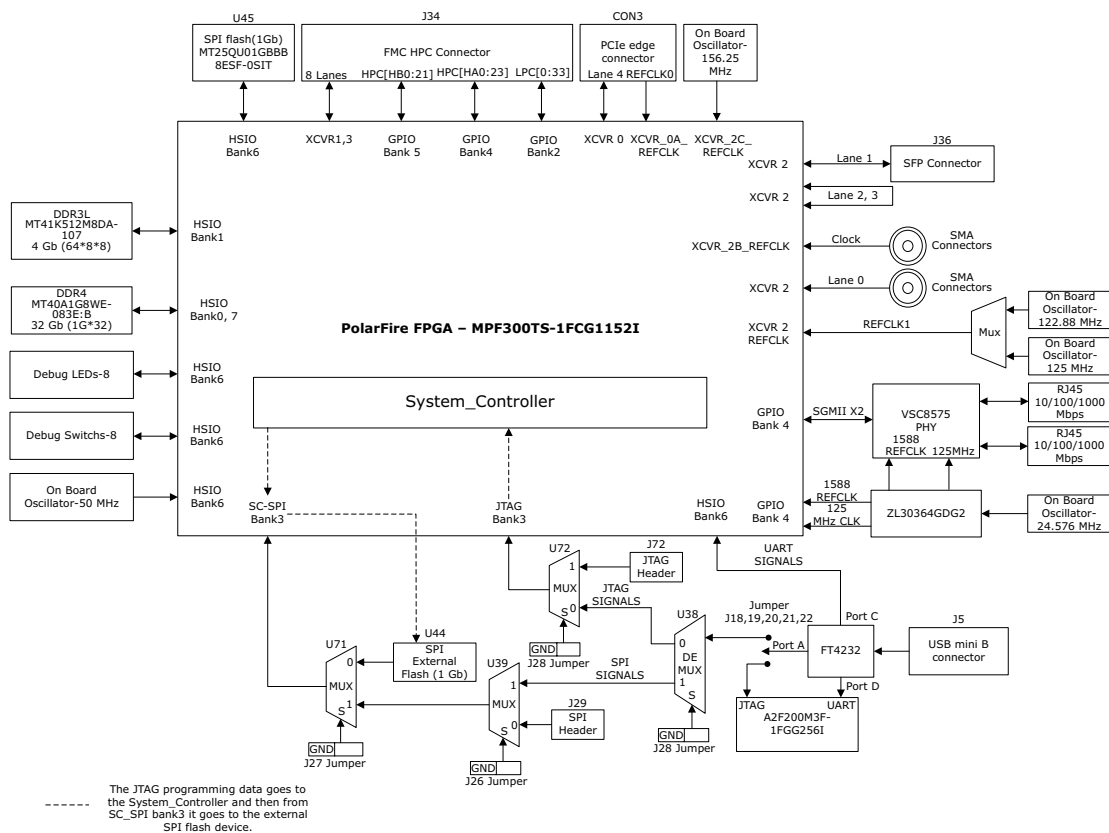 U45
J34
CON3
SPI flash(1Gb)
MT25QU01GBBB
8ESF-0SIT
FMC HPC Connector
8 Lanes
HPC[HB0:21]
HPC[HA0:23]
LPC[0:33]
PCIe edge
connector
Lane 4 REFCLK0
On Board
Oscillator-
156.25
MHz
HSIO
Bank6
XCVR1,3
GPIO
Bank 5
GPIO
Bank4
GPIO
Bank2
XCVR 0
XCVR_0A_
REFCLK
XCVR_2C_
REFCLK
XCVR 2
Lane 1
J36
SFP Connector
XCVR 2
Lane 2, 3
DDR3L
MT41K512M8DA-
107
4 Gb (64*8*8)
HSIO
Bank1
XCVR_2B_REFCLK
Clock
SMA
Connectors
XCVR 2
Lane 0
SMA
Connectors
DDR4
MT40A1G8WE-
083E:B
32 Gb (1G*32)
HSIO
Bank0, 7
PolarFire FPGA – MPF300TS-1FCG1152I
XCVR 2
REFCLK
REFCLK1
Mux
On Board
Oscillator-
122.88 MHz
On Board
Oscillator-
125 MHz
Debug LEDs-8
HSIO
Bank6
System_Controller
Debug Switchs-8
HSIO
Bank6
GPIO
Bank 4
SGMII X2
VSC8575
PHY
1588
REFCLK 125MHz
RJ45
10/100/1000
Mbps
RJ45
10/100/1000
Mbps
On Board
Oscillator-50 MHz
HSIO
Bank6
SC-SPI
Bank3
JTAG
Bank3
HSIO
Bank6
GPIO
Bank 4
1588
REFCLK
125
MHz CLK
ZL30364GDG2
On Board
Oscillator-
24.576 MHz
U72
J72
JTAG
Header
1
MUX
S 0
GND
J28 Jumper
JTAG
SIGNALS
UART
SIGNALS
U38
0
DE
MUX
1
S
GND
J28 Jumper
Jumper
J18,19,20,21,22
Port A
Port C
FT4232
Port D
J5
USB mini B
connector
JTAG
UART
A2F200M3F-
1FGG256I
U71
0
MUX
S 1
GND
J27 Jumper
U44
SPI
External
Flash (1 Gb)
U39
1
MUX
S 0
GND
J26 Jumper
SPI
SIGNALS
J29
SPI
Header
The JTAG programming data goes to
the System_Controller and then from
SC_SPI bank3 it goes to the external
SPI flash device.